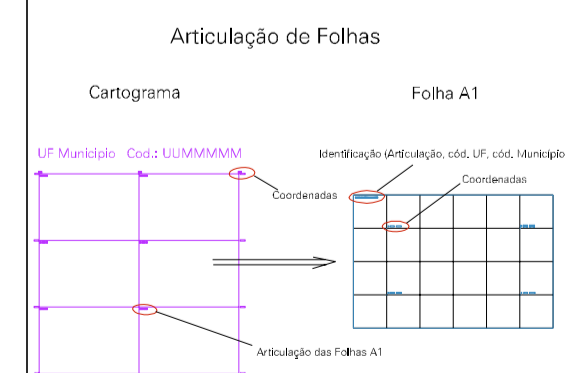 Articulação de Folhas
Cartograma
Folha A1
UF Municipio Cod.: UUMMMMM
Identificação (Articulação, cód. UF, cód. Município
Coordenadas
Coordenadas
Articulação das Folhas A1